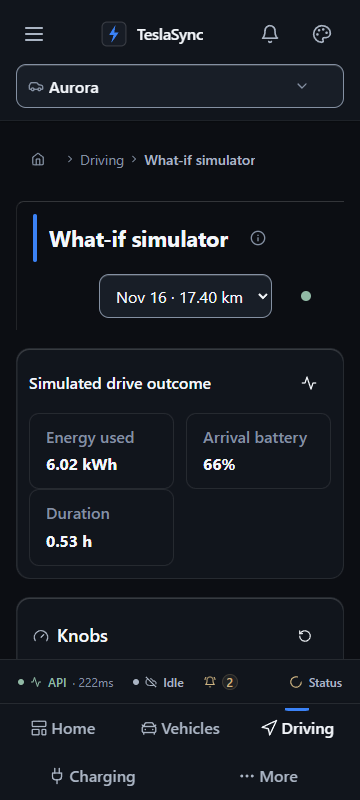 TeslaSync
Aurora
Driving
What-if simulator
What-if simulator
Nov 16 · 17.40 km
Simulated drive outcome
Energy used
6.02 kWh
Arrival battery
66%
Duration
0.53 h
Knobs
API · 222ms
Idle
2
Status
Home
Vehicles
Driving
Charging
More